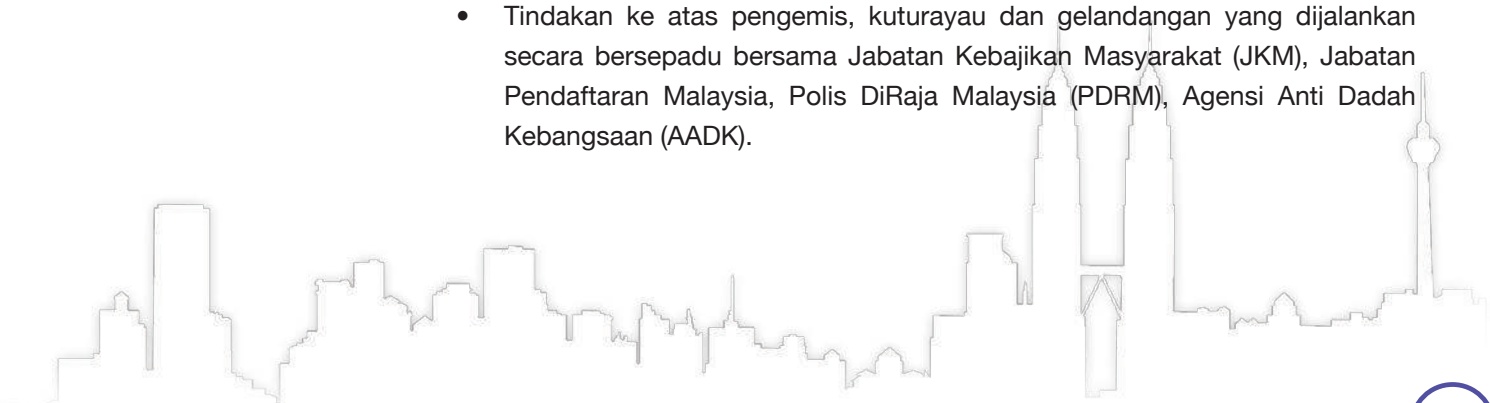 • Tindakan ke atas pengemis, kuturayau dan gelandangan yang dijalankan
secara bersepadu bersama Jabatan Kebajikan Masyarakat (JKM), Jabatan
Pendaftaran Malaysia, Polis DiRaja Malaysia (PDRM), Agensi Anti Dadah
Kebangsaan (AADK).